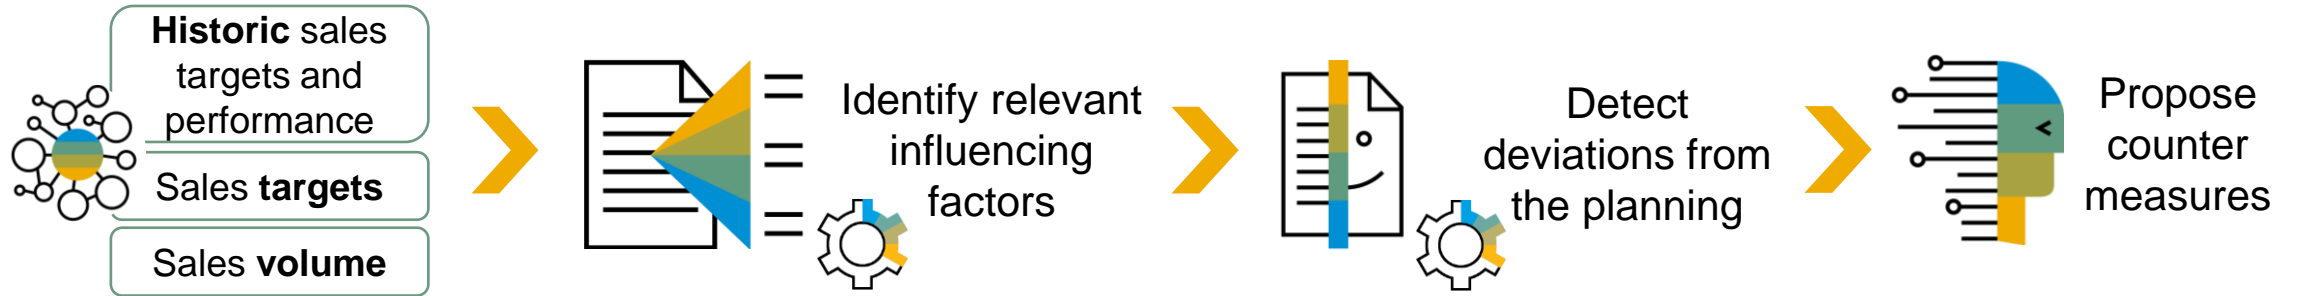 Historic sales
targets and
performance
Sales targets
Sales volume
Identify relevant
influencing
factors
Detect
deviations from
the planning
Propose
counter
measures